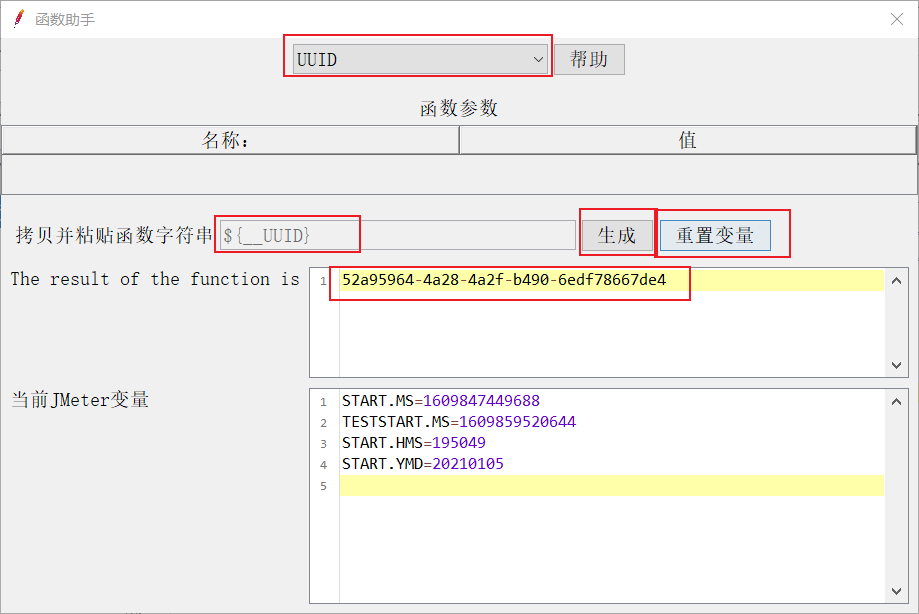 函数助手
UUID
帮助
函数参数
名称:
值
拷贝并粘贴函数字符串
${__UUID}
生成
重置变量
The result of the function is
1
52a95964-4a28-4a2f-b490-6edf78667de4
当前JMeter变量
1 START.MS=1609847449688
2 TESTSTART.MS=1609859520644
3 START.HMS=195049
4 START.YMD=20210105
5